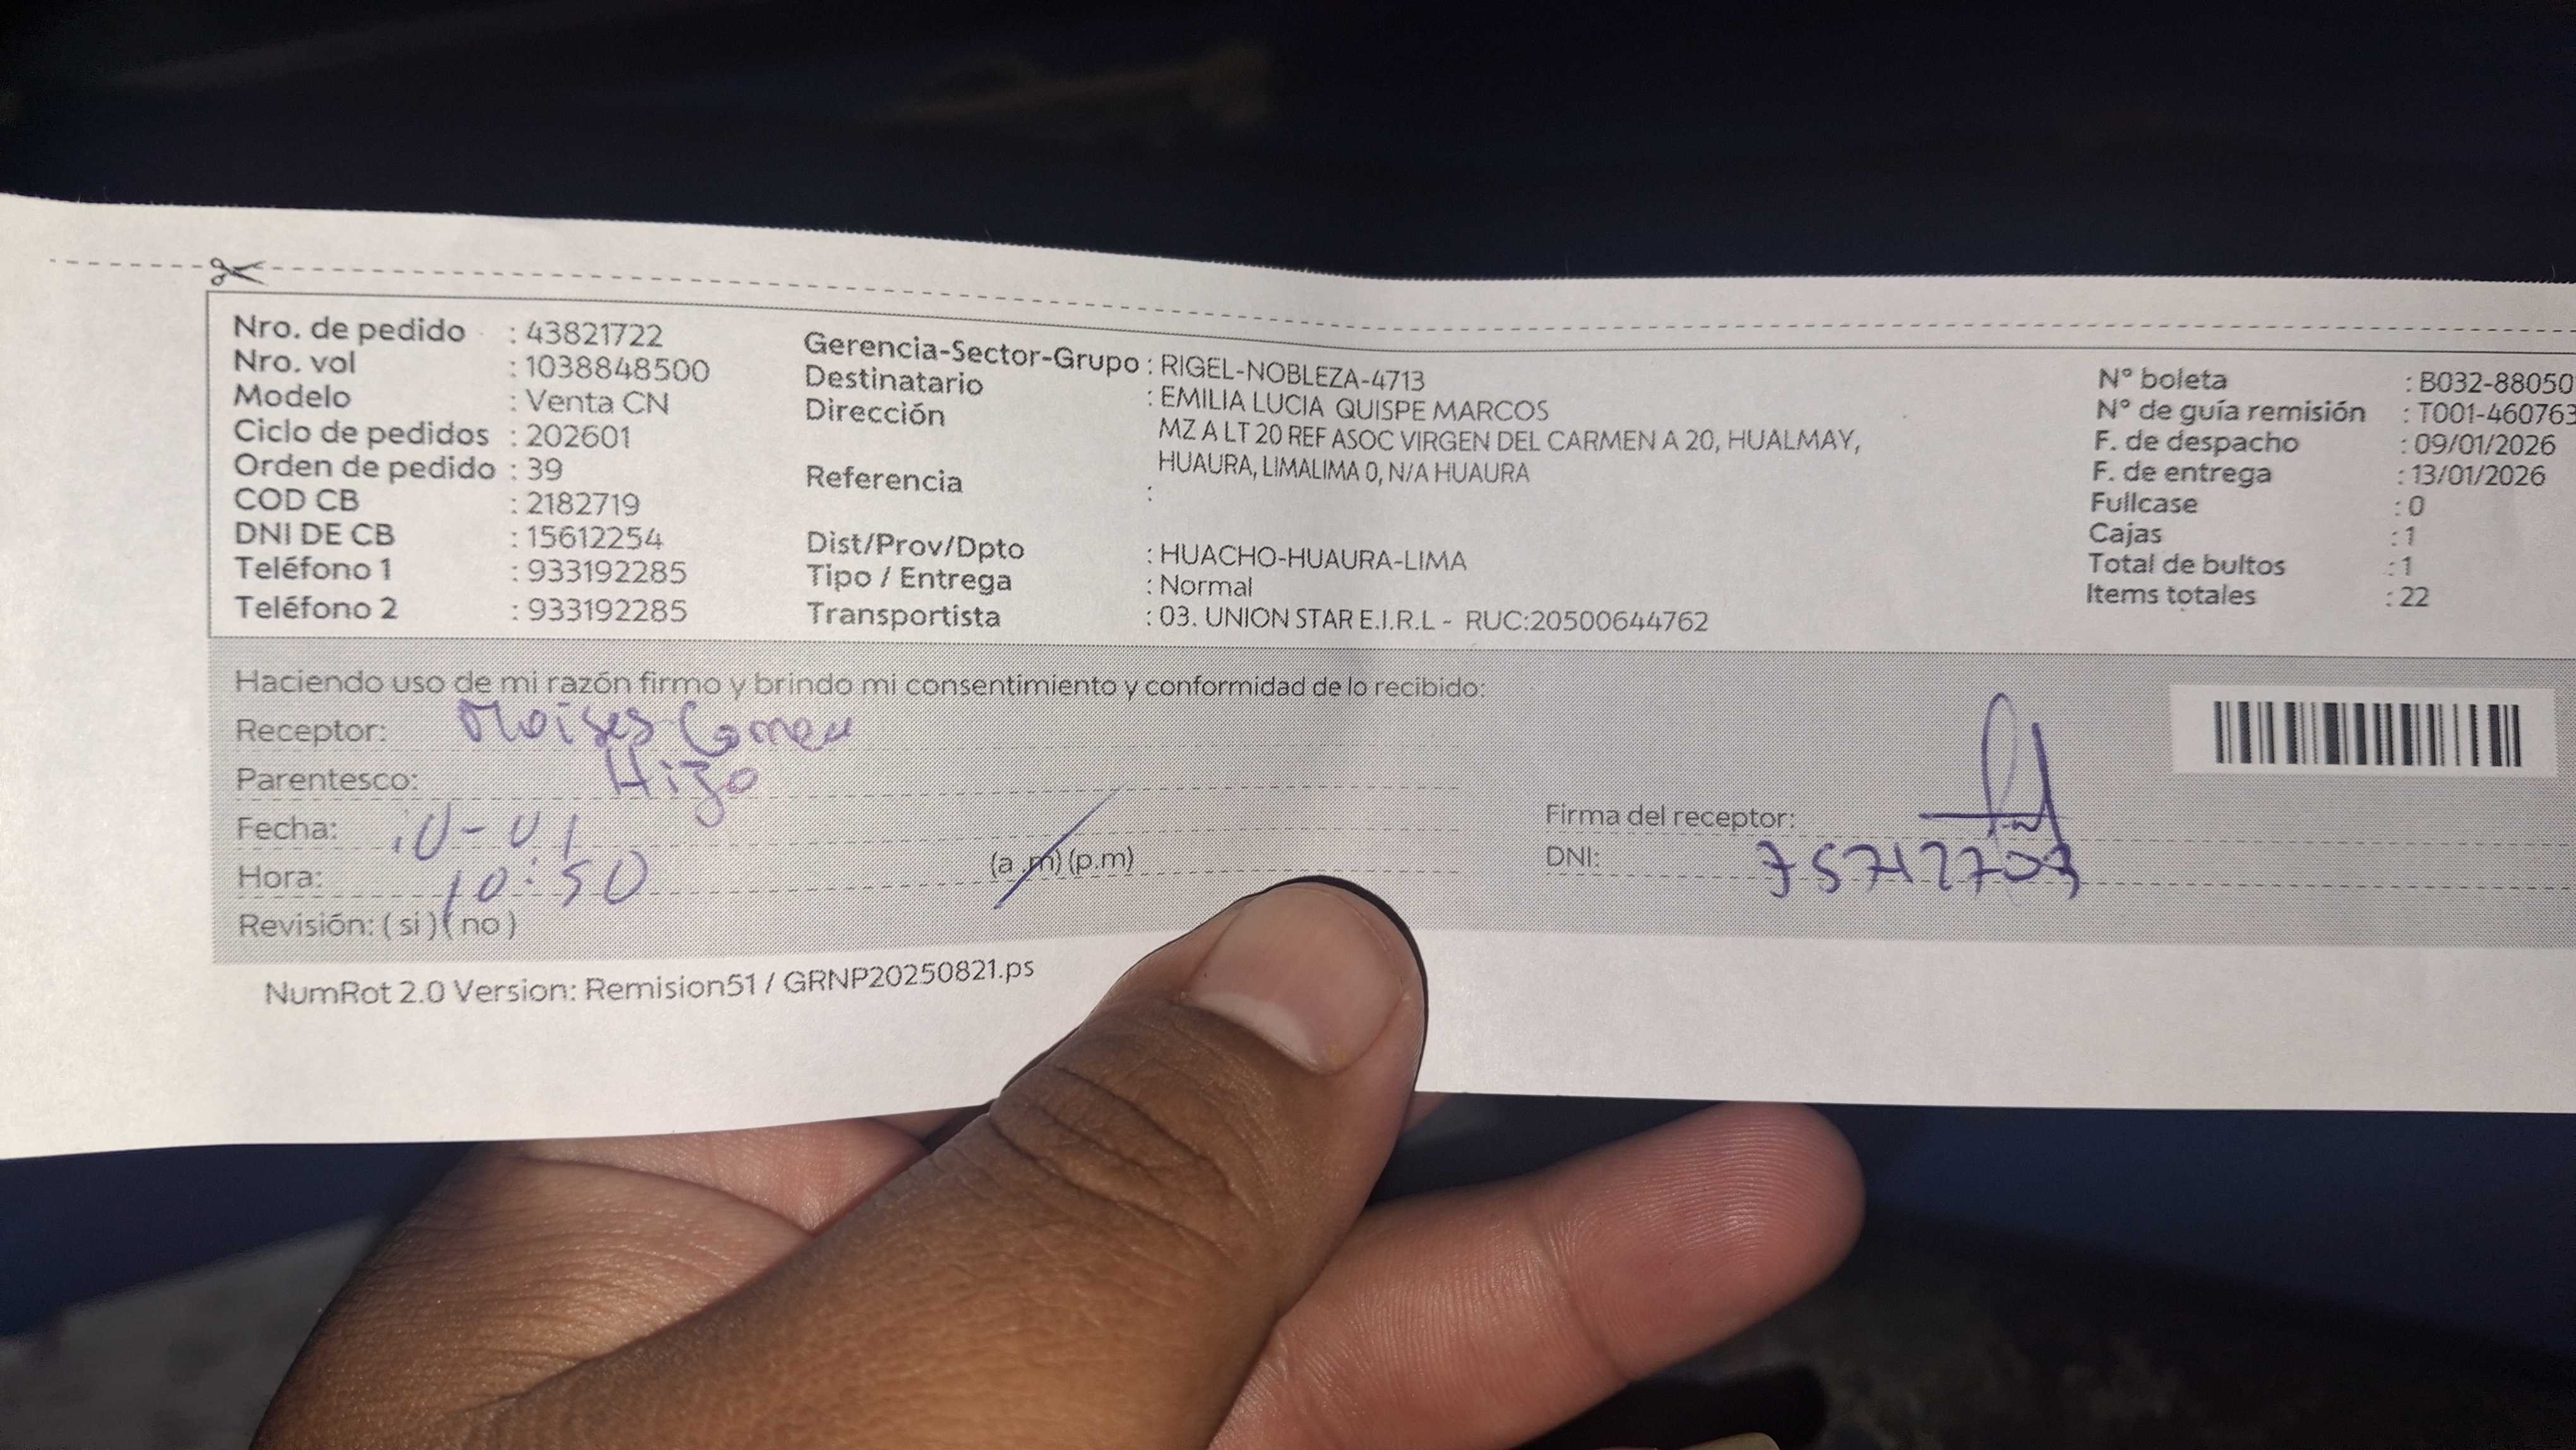 Nro. de pedido : 43821722
Nro. vol : 1038848500
Modelo : Venta CN
Ciclo de pedidos : 202601
Orden de pedido : 39
COD CB : 2182719
DNI DE CB : 15612254
Teléfono 1 : 933192285
Teléfono 2 : 933192285
Gerencia-Sector-Grupo : RIGEL-NOBLEZA-4713
Destinatario : EMILIA LUCIA QUISPE MARCOS
Dirección MZ A LT 20 REF ASOC VIRGEN DEL CARMEN A 20, HUALMAY,
HUAURA, LIMALIMA 0, N/A HUAURA
Referencia :
Dist/Prov/Dpto : HUACHO-HUAURA-LIMA
Tipo / Entrega : Normal
Transportista : 03. UNION STAR E.I.R.L - RUC:20500644762
N° boleta : B032-88050
N° de guía remisión : T001-460763
F. de despacho : 09/01/2026
F. de entrega : 13/01/2026
Fullcase : 0
Cajas : 1
Total de bultos : 1
Items totales : 22
Haciendo uso de mi razón firmo y brindo mi consentimiento y conformidad de lo recibido:
Receptor: Moises
Parentesco: Hijo
Fecha: 10-01
Hora: 10:50 (a.m) (p.m)
Revisión: ( si ) ( no )
Firma del receptor:
DNI:
NumRot 2.0 Version: Remision51 / GRNP20250821.ps